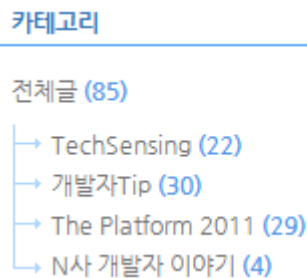 카테고리
전체글 (85)
TechSensing (22)
개발자Tip (30)
The Platform 2011 (29)
N사 개발자 이야기 (4)